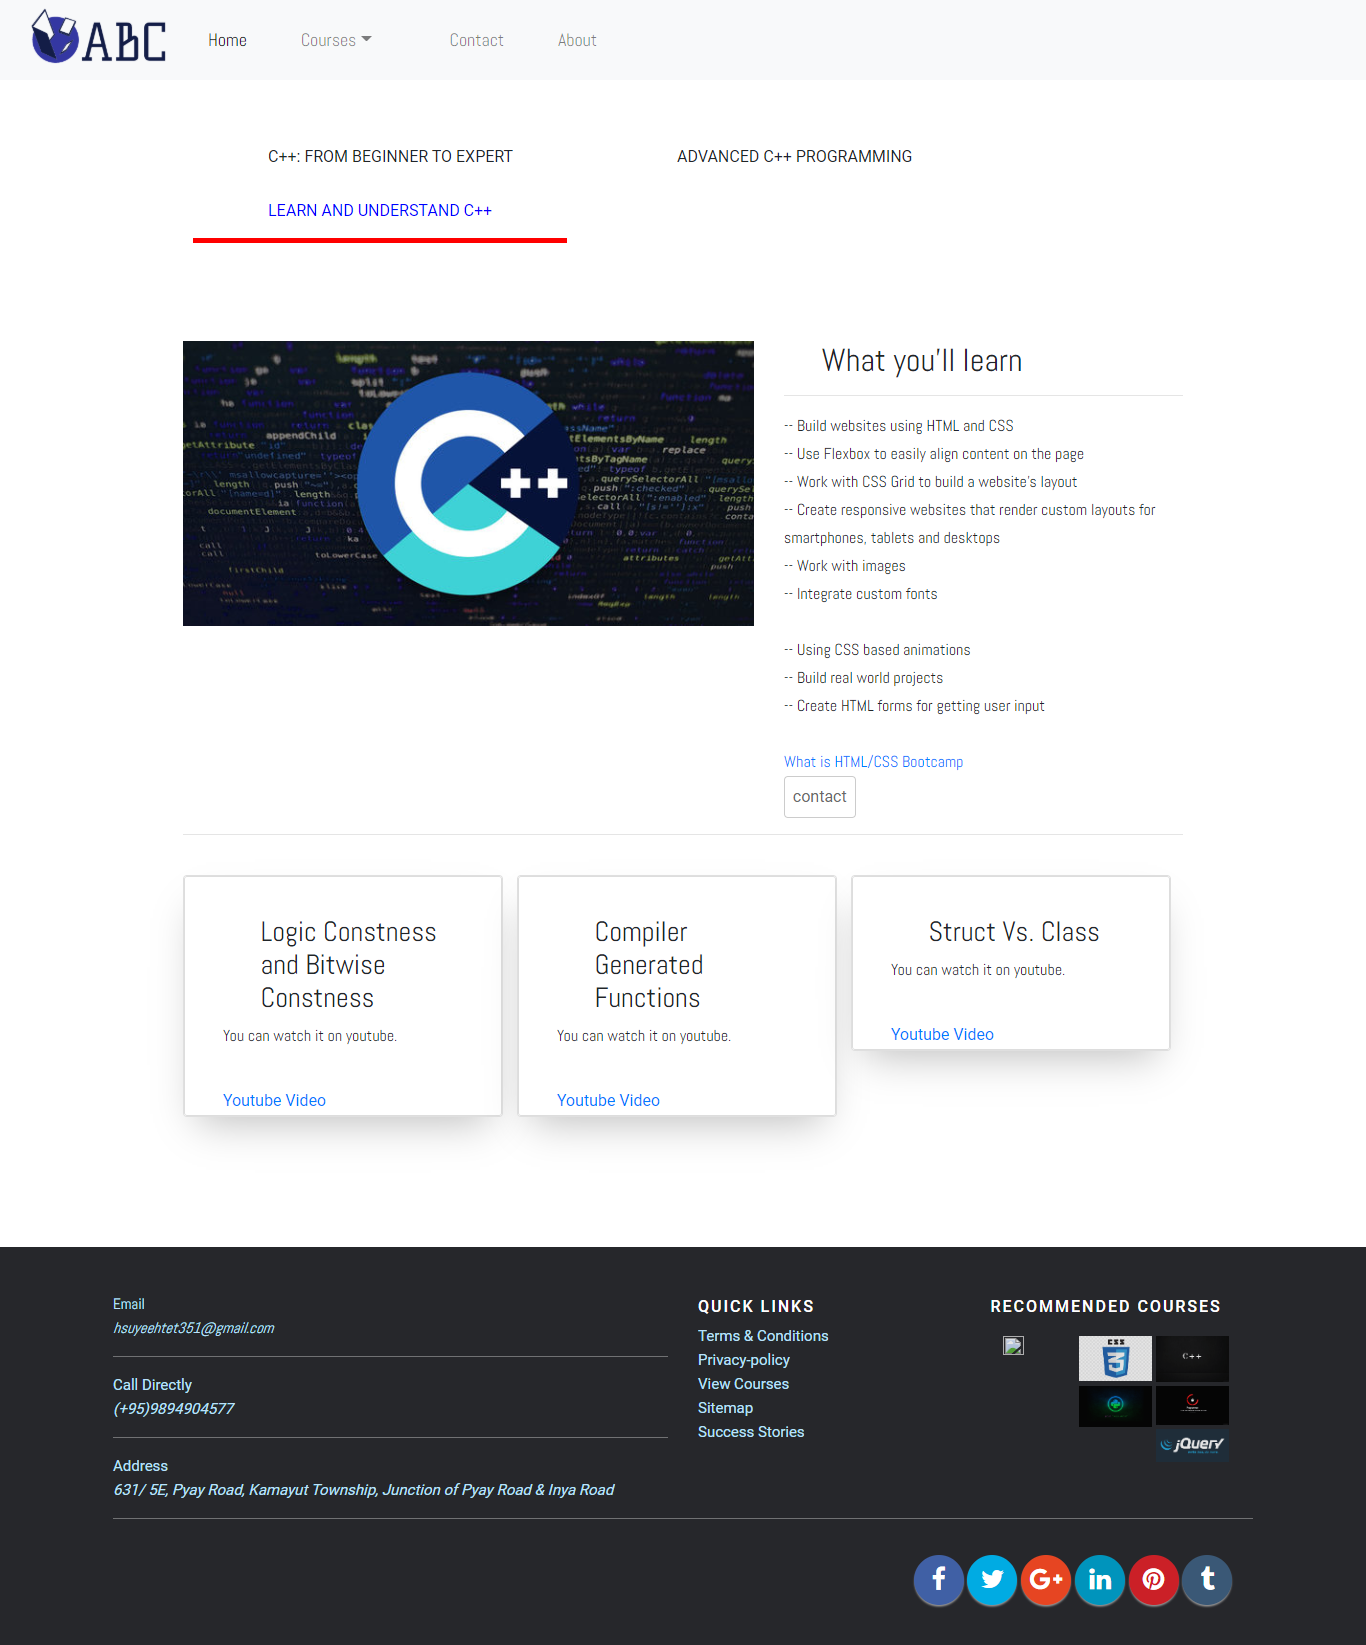 ABC
Home
Courses
Contact
About
C++: FROM BEGINNER TO EXPERT
ADVANCED C++ PROGRAMMING
LEARN AND UNDERSTAND C++
What you'll learn
-- Build websites using HTML and CSS
-- Use Flexbox to easily align content on the page
-- Work with CSS Grid to build a website's layout
-- Create responsive websites that render custom layouts for
smartphones, tablets and desktops
-- Work with images
-- Integrate custom fonts
-- Using CSS based animations
-- Build real world projects
-- Create HTML forms for getting user input
What is HTML/CSS Bootcamp
contact
Logic Constness
and Bitwise
Constness
You can watch it on youtube.
Youtube Video
Compiler
Generated
Functions
You can watch it on youtube.
Youtube Video
Struct Vs. Class
You can watch it on youtube.
Youtube Video
Email
hsuyeehtet351@gmail.com
Call Directly
(+95)9894904577
Address
631/ 5E, Pyay Road, Kamayut Township, Junction of Pyay Road & Inya Road
QUICK LINKS
Terms & Conditions
Privacy-policy
View Courses
Sitemap
Success Stories
RECOMMENDED COURSES
CSS
3
C++
jQuery
f
G+
in
t